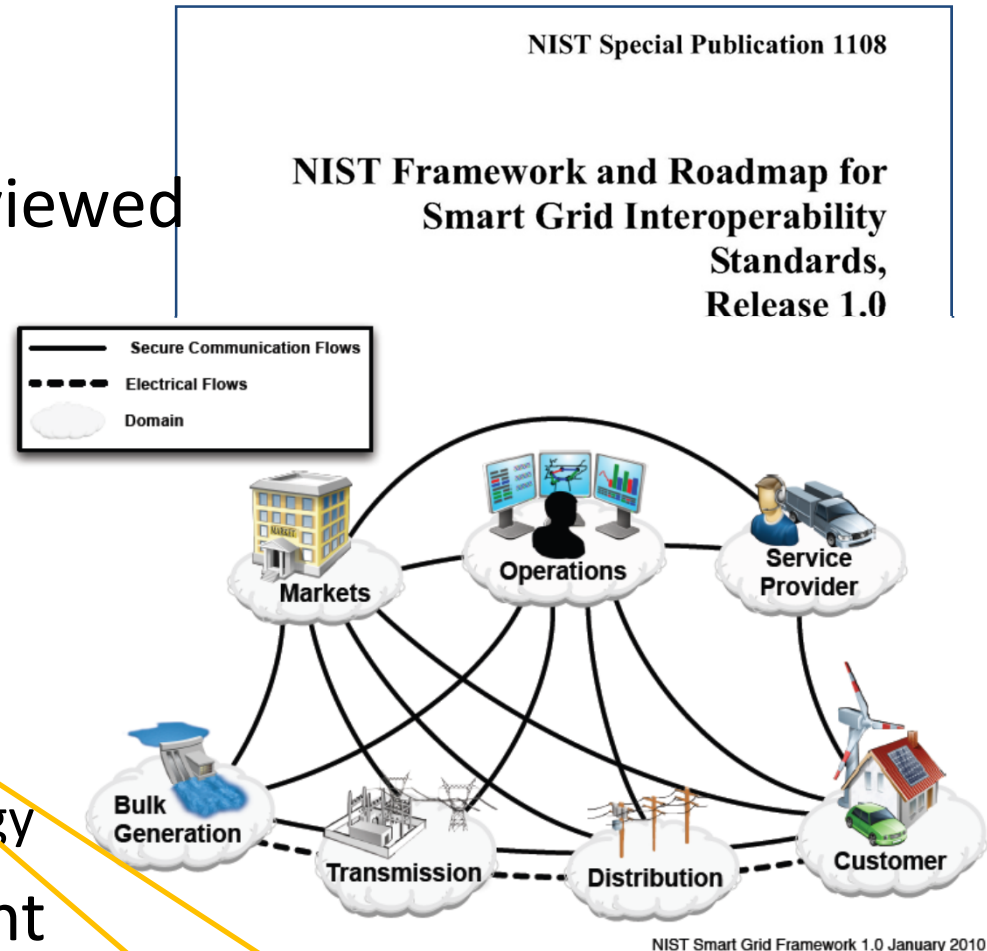 NIST Special Publication 1108
NIST Framework and Roadmap for
Smart Grid Interoperability
Standards,
Release 1.0
viewed
Secure Communication Flows
Electrical Flows
Domain
MARKET
Markets
Operations
Service
Provider
Bulk
Generation
Transmission
Distribution
Customer
gy
nt
NIST Smart Grid Framework 1.0 January 2010